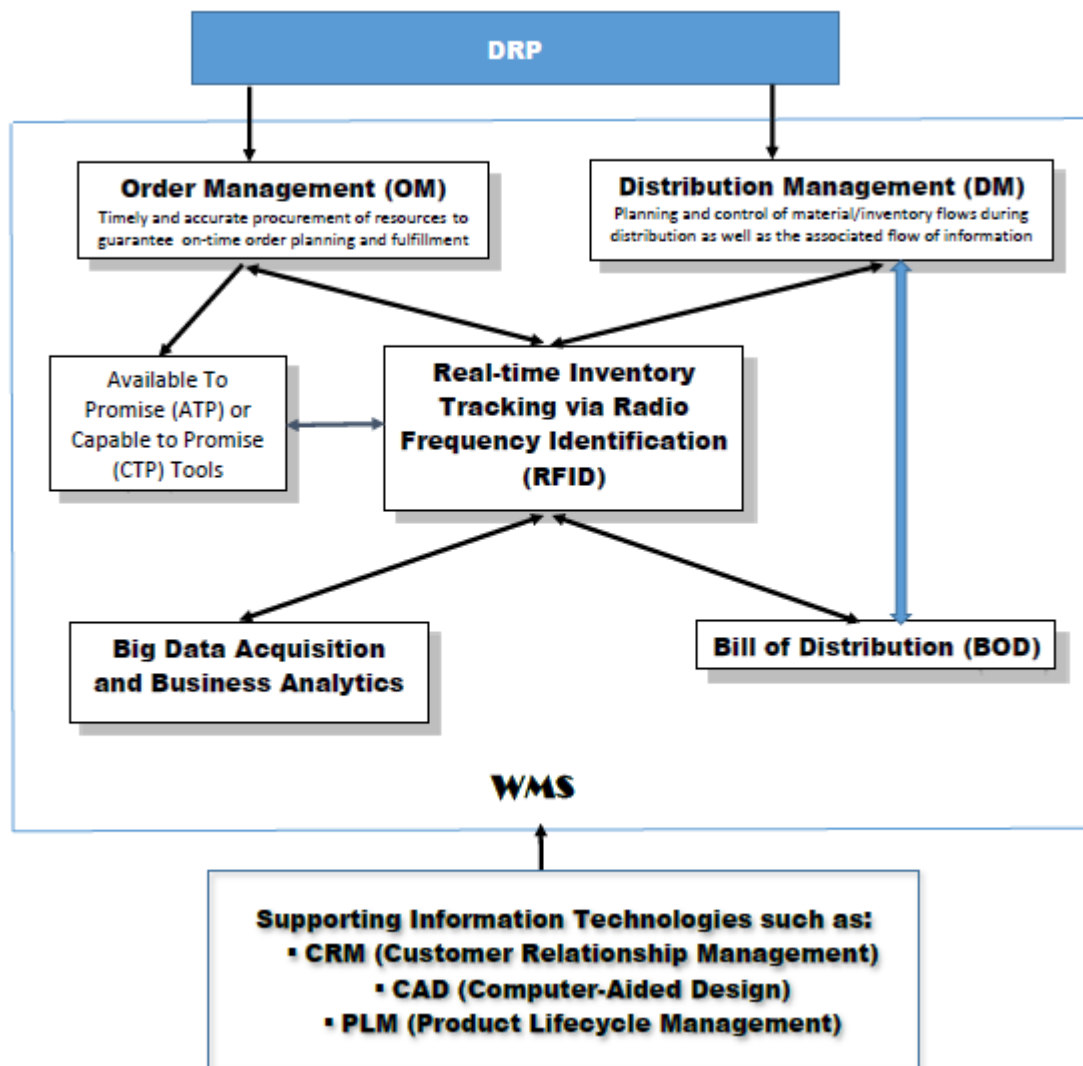 DRP
Order Management (OM)
Timely and accurate procurement of resources to
guarantee on-time order planning and fulfillment
Distribution Management (DM)
Planning and control of material/inventory flows during
distribution as well as the associated flow of information
Available To
Promise (ATP) or
Capable to Promise
(CTP) Tools
Real-time Inventory
Tracking via Radio
Frequency Identification
(RFID)
Big Data Acquisition
and Business Analytics
Bill of Distribution (BOD)
WMS
Supporting Information Technologies such as:
▪ CRM (Customer Relationship Management)
▪ CAD (Computer-Aided Design)
▪ PLM (Product Lifecycle Management)